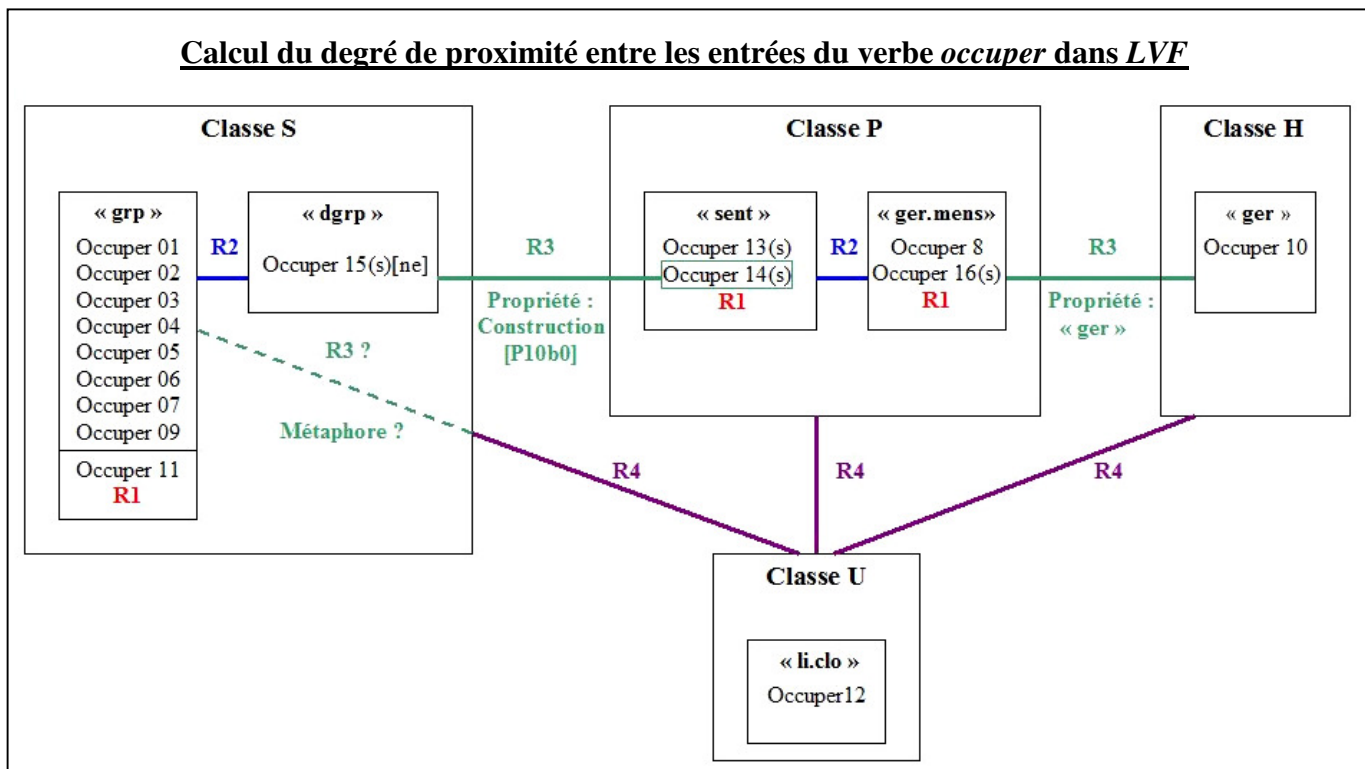 Calcul du degré de proximité entre les entrées du verbe occuper dans LVF
Classe S
« grp »
Occuper 01
Occuper 02
Occuper 03
Occuper 04
Occuper 05
Occuper 06
Occuper 07
Occuper 09
Occuper 11
R1
R2
« dgrp »
Occuper 15(s)[ne]
R3
Propriété :
Construction
[P10b0]
Classe P
« sent »
Occuper 13(s)
Occuper 14(s)
R1
R2
« ger.mens»
Occuper 8
Occuper 16(s)
R1
R3
Propriété :
« ger »
Classe H
« ger »
Occuper 10
R3 ?
Métaphore ?
R4
R4
R4
Classe U
« li.clo »
Occuper12